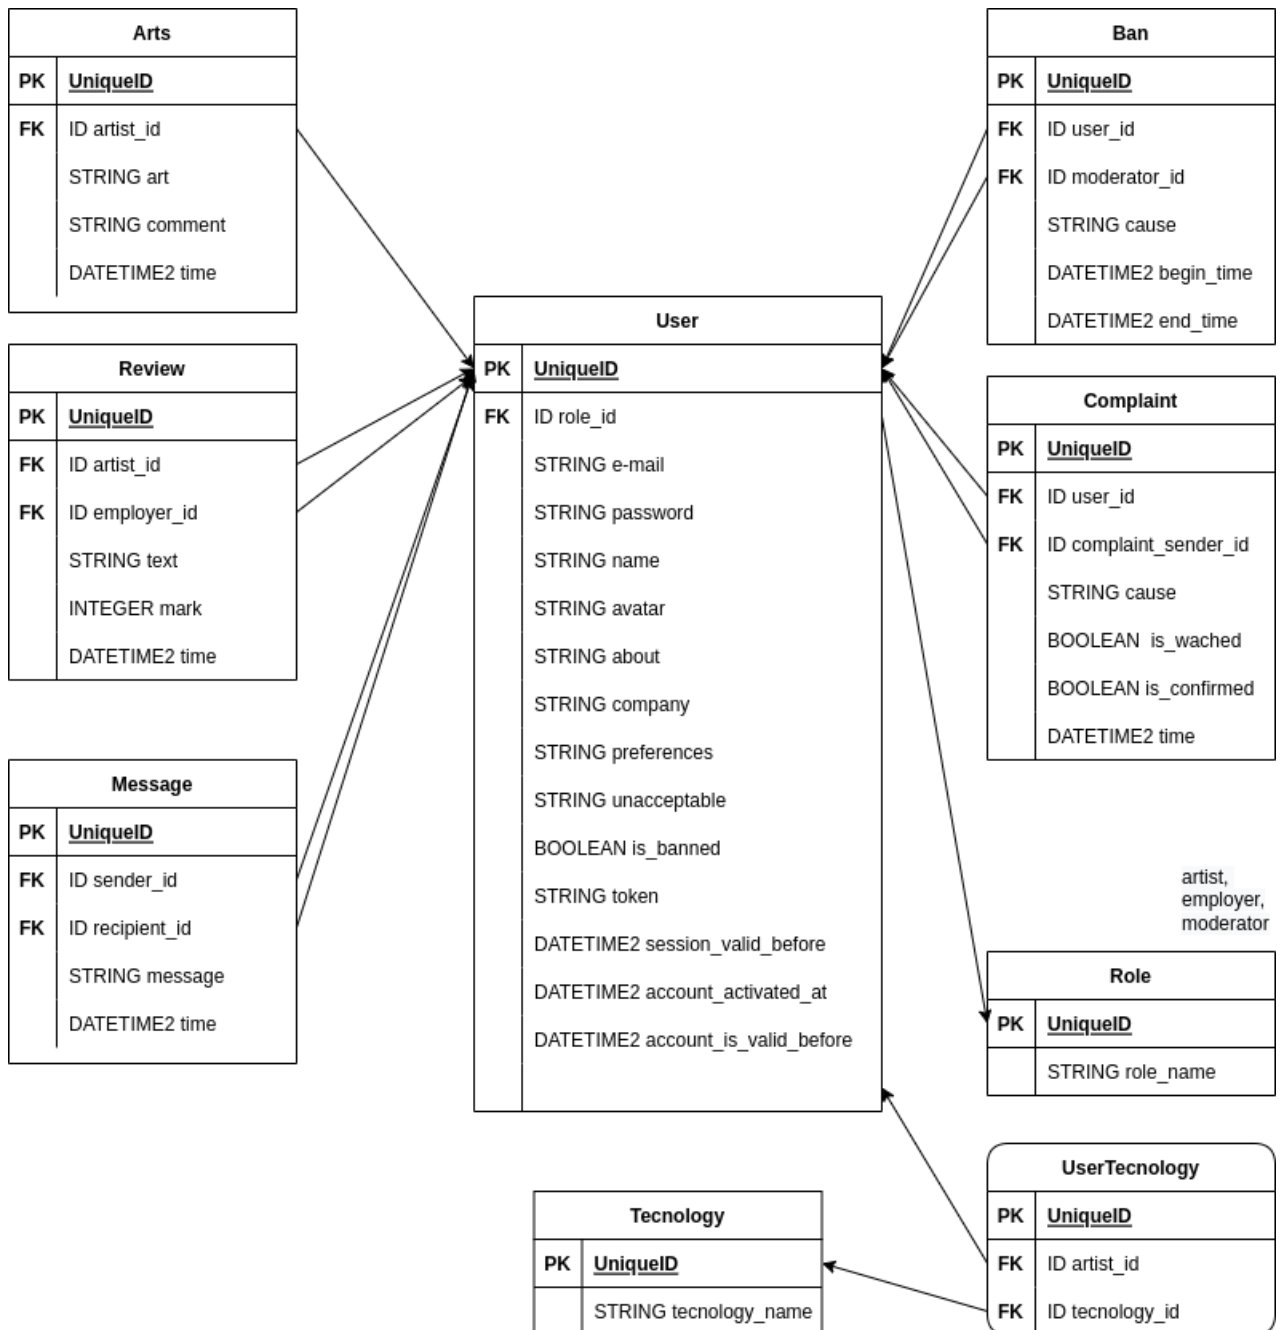 Arts
PK UniqueID
FK ID artist_id
STRING art
STRING comment
DATETIME2 time
Review
PK UniqueID
FK ID artist_id
FK ID employer_id
STRING text
INTEGER mark
DATETIME2 time
Message
PK UniqueID
FK ID sender_id
FK ID recipient_id
STRING message
DATETIME2 time
User
PK UniqueID
FK ID role_id
STRING e-mail
STRING password
STRING name
STRING avatar
STRING about
STRING company
STRING preferences
STRING unacceptable
BOOLEAN is_banned
STRING token
DATETIME2 session_valid_before
DATETIME2 account_activated_at
DATETIME2 account_is_valid_before
Tecnology
PK UniqueID
STRING tecnology_name
Ban
PK UniqueID
FK ID user_id
FK ID moderator_id
STRING cause
DATETIME2 begin_time
DATETIME2 end_time
Complaint
PK UniqueID
FK ID user_id
FK ID complaint_sender_id
STRING cause
BOOLEAN is_wached
BOOLEAN is_confirmed
DATETIME2 time
artist,
employer,
moderator
Role
PK UniqueID
STRING role_name
UserTecnology
PK UniqueID
FK ID artist_id
FK ID tecnology_id